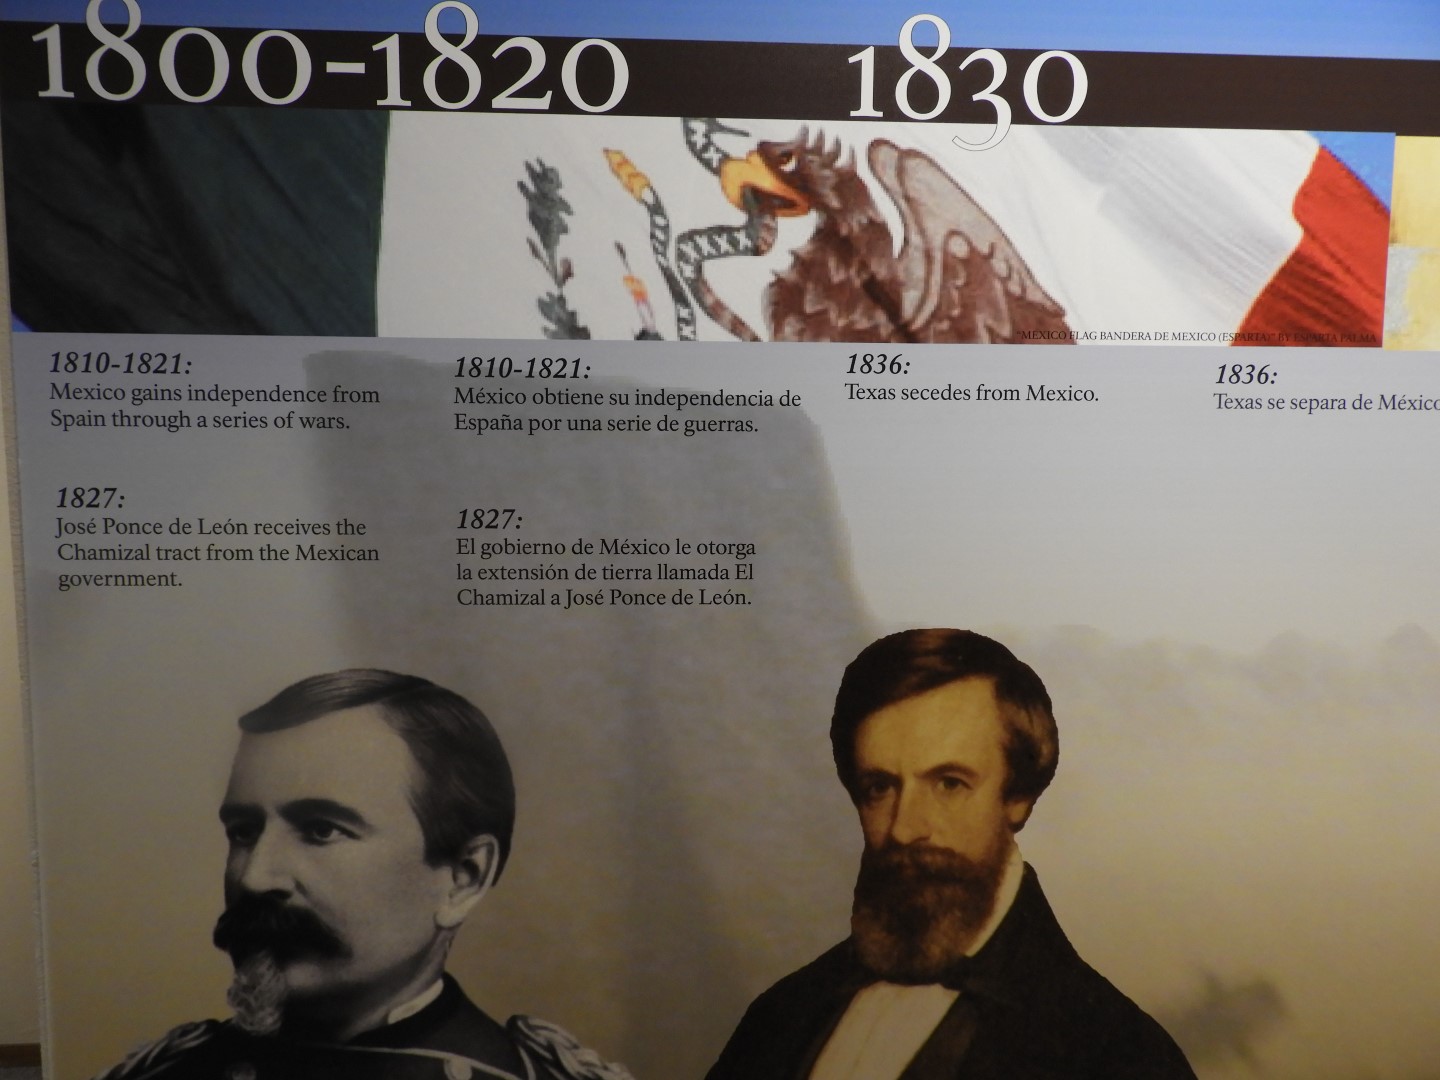 1800-1820
1830
"MEXICO FLAG BANDERA DE MEXICO (ESPARTA)" BY ESPARTA PALMA
1810-1821:
Mexico gains independence from
Spain through a series of wars.
1827:
José Ponce de León receives the
Chamizal tract from the Mexican
government.
1810-1821:
México obtiene su independencia de
España por una serie de guerras.
1827:
El gobierno de México le otorga
la extensión de tierra llamada El
Chamizal a José Ponce de León.
1836:
Texas secedes from Mexico.
1836:
Texas se separa de México